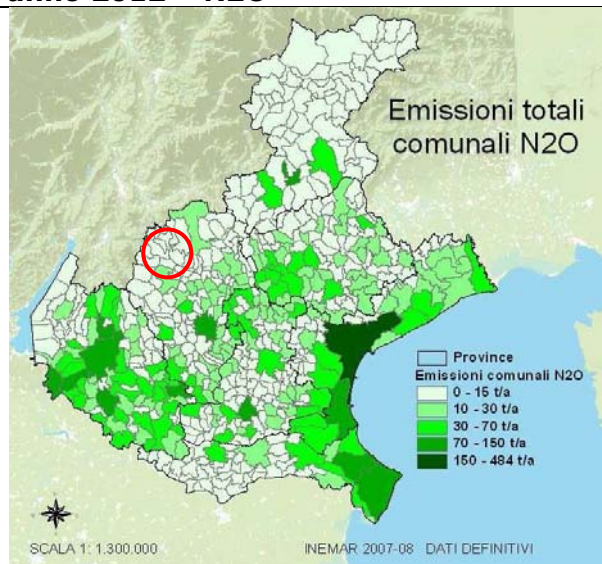 Emissioni totali
comunali N2O
Province
Emissioni comunali N2O
0 - 15 t/a
10 - 30 t/a
30 - 70 t/a
70 - 150 t/a
150 - 484 t/a
SCALA 1: 1.300.000
INEMAR 2007-08 DATI DEFINITIVI